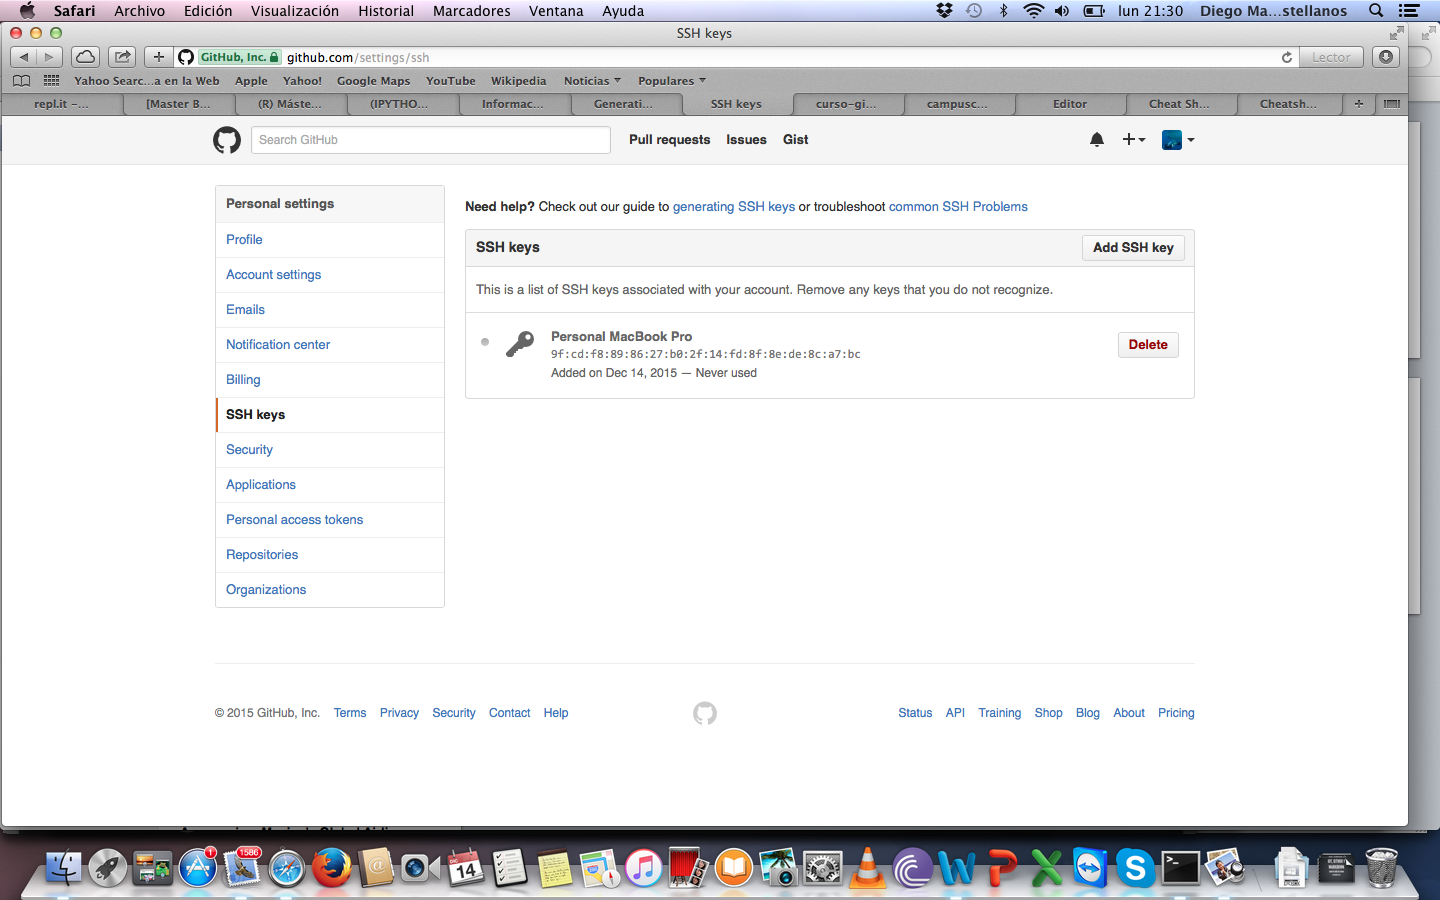 Safari Archivo Edición Visualización Historial Marcadores Ventana Ayuda lun 21:30 Diego Ma...stellanos
SSH keys
GitHub, Inc. github.com/settings/ssh Lector
Yahoo Searc...a en la Web Apple Yahoo! Google Maps YouTube Wikipedia Noticias Populares
repl.it -... [Master B... (R) Máste... (IPYTHO... Informac... Generati... SSH keys curso-gi... campusc... Editor Cheat Sh... Cheatsh...
Search GitHub Pull requests Issues Gist
Personal settings
Profile
Account settings
Emails
Notification center
Billing
SSH keys
Security
Applications
Personal access tokens
Repositories
Organizations
Need help? Check out our guide to generating SSH keys or troubleshoot common SSH Problems
SSH keys Add SSH key
This is a list of SSH keys associated with your account. Remove any keys that you do not recognize.
Personal MacBook Pro
9f:cd:f8:89:86:27:b0:2f:14:fd:8f:8e:de:8c:a7:bc
Added on Dec 14, 2015 — Never used
Delete
© 2015 GitHub, Inc. Terms Privacy Security Contact Help Status API Training Shop Blog About Pricing
1 1586 DIC 14